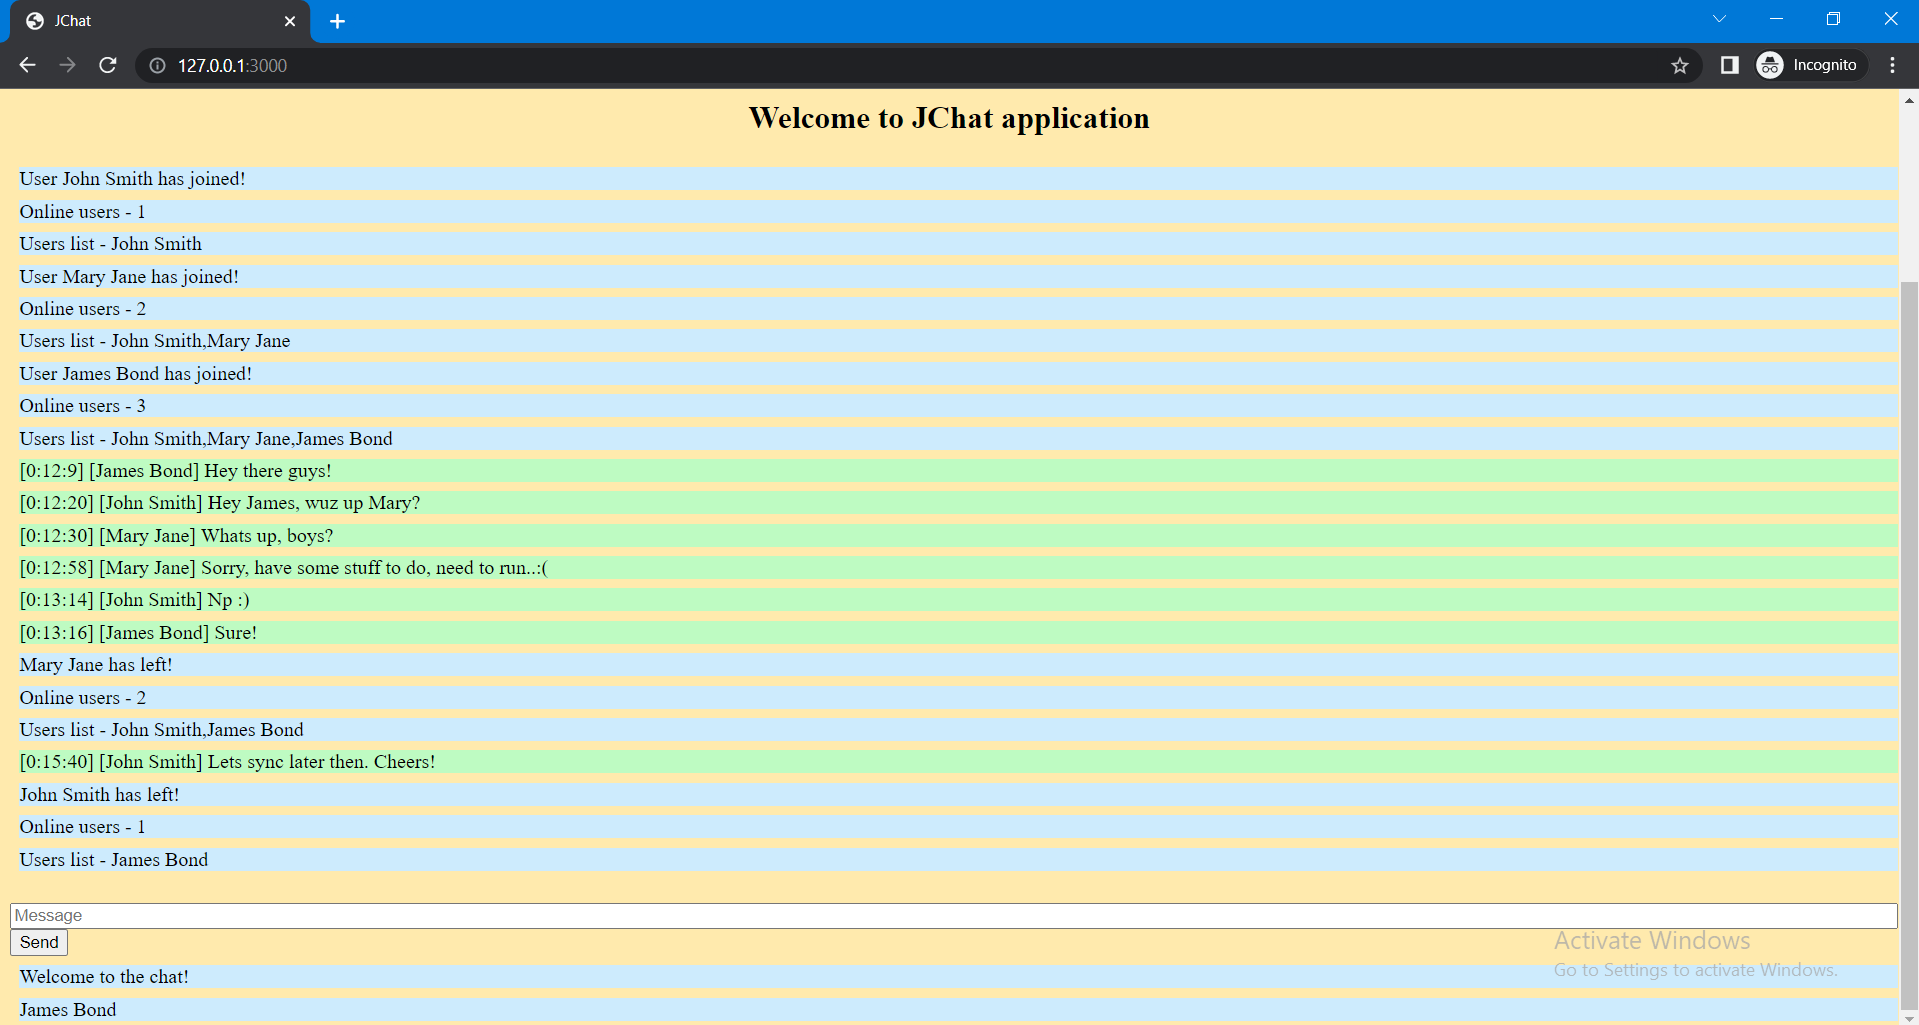 JChat
127.0.0.1:3000
Incognito
Welcome to JChat application
User John Smith has joined!
Online users - 1
Users list - John Smith
User Mary Jane has joined!
Online users - 2
Users list - John Smith,Mary Jane
User James Bond has joined!
Online users - 3
Users list - John Smith,Mary Jane,James Bond
[0:12:9] [James Bond] Hey there guys!
[0:12:20] [John Smith] Hey James, wuz up Mary?
[0:12:30] [Mary Jane] Whats up, boys?
[0:12:58] [Mary Jane] Sorry, have some stuff to do, need to run..:(
[0:13:14] [John Smith] Np :)
[0:13:16] [James Bond] Sure!
Mary Jane has left!
Online users - 2
Users list - John Smith,James Bond
[0:15:40] [John Smith] Lets sync later then. Cheers!
John Smith has left!
Online users - 1
Users list - James Bond
Message
Send
Activate Windows
Go to Settings to activate Windows.
Welcome to the chat!
James Bond